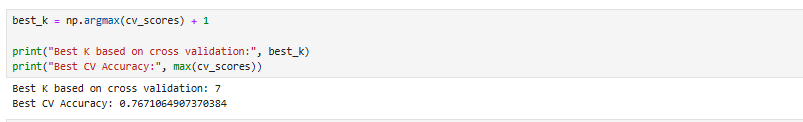 best_k = np.argmax(cv_scores) + 1
print("Best K based on cross validation:", best_k)
print("Best CV Accuracy:", max(cv_scores))
Best K based on cross validation: 7
Best CV Accuracy: 0.7671064907370384